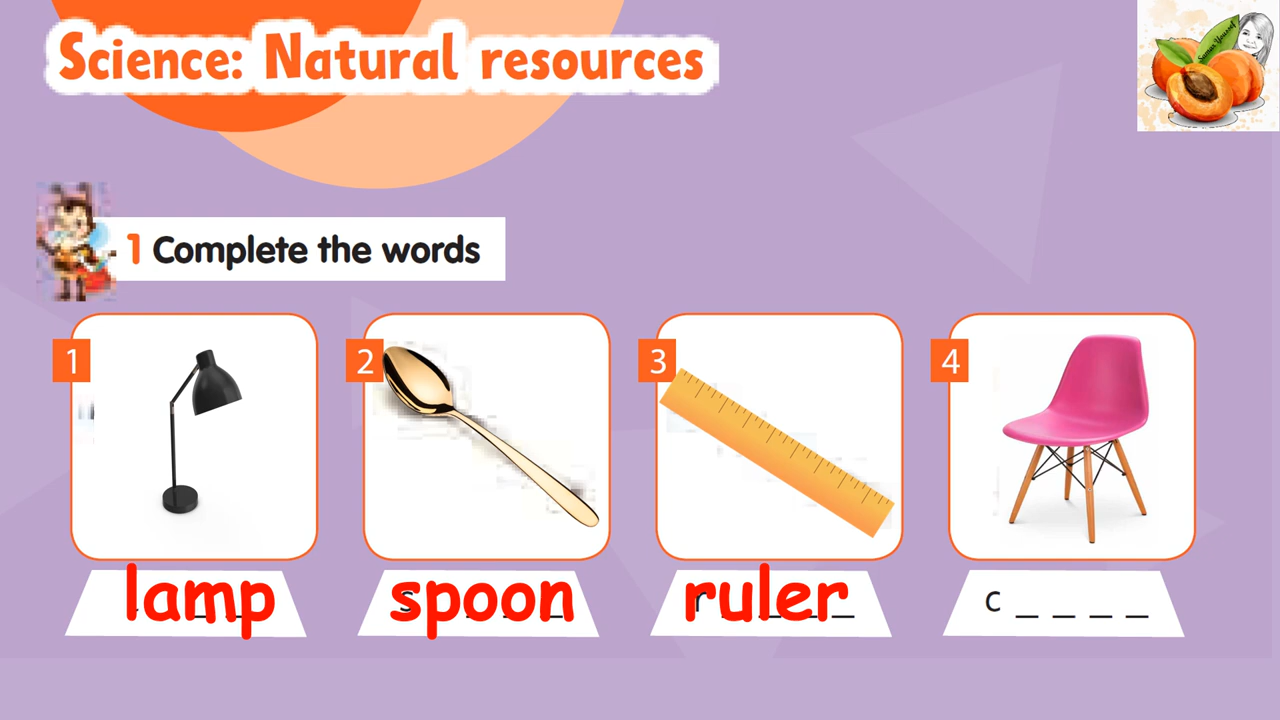 Science: Natural resources
1 Complete the words
1
2
3
4
lamp
spoon
ruler
c _ _ _ _